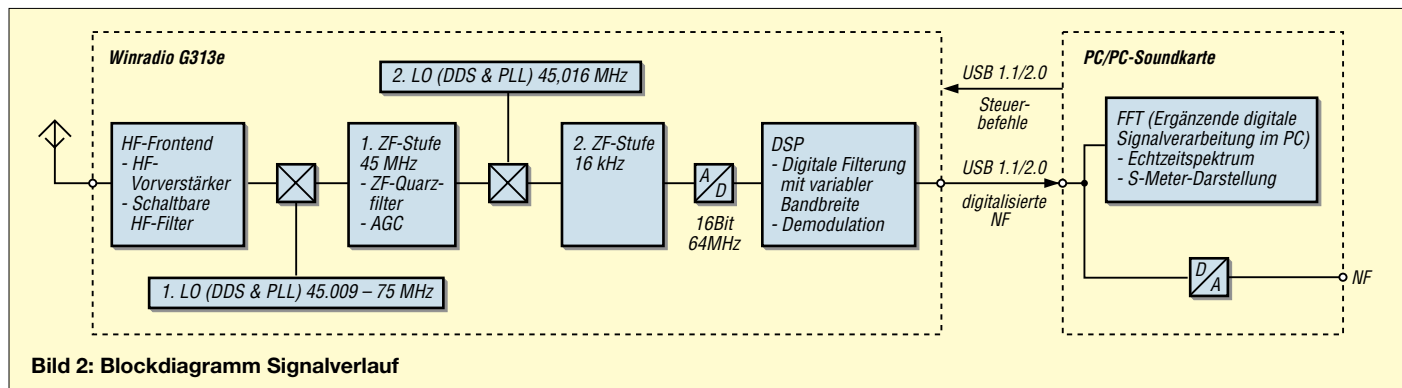 Winradio G313e
2. LO (DDS & PLL) 45,016 MHz
HF-Frontend
- HF-
Vorverstärker
- Schaltbare
HF-Filter
1. ZF-Stufe
45 MHz
- ZF-Quarz-
filter
- AGC
2. ZF-Stufe
16 kHz
A
D
16Bit
64MHz
DSP
- Digitale Filterung
mit variabler
Bandbreite
- Demodulation
1. LO (DDS & PLL) 45.009 – 75 MHz
USB 1.1/2.0
Steuer-
befehle
USB 1.1/2.0
digitalisierte
NF
PC/PC-Soundkarte
FFT (Ergänzende digitale
Signalverarbeitung im PC)
- Echtzeitspektrum
- S-Meter-Darstellung
D
A
NF
Bild 2: Blockdiagramm Signalverlauf